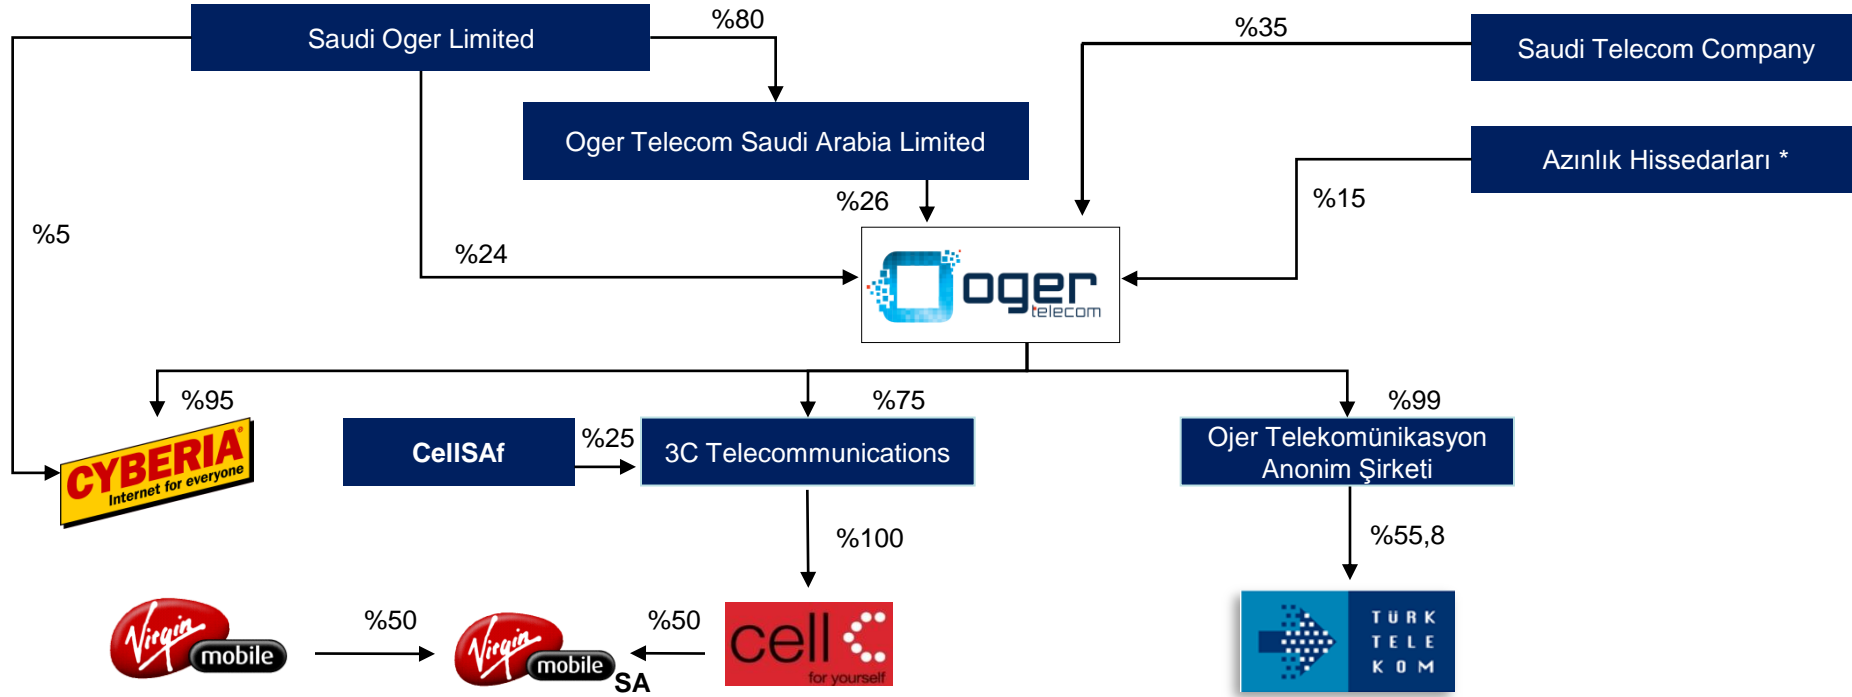 %80
Saudi Oger Limited
%35
Saudi Telecom Company
Oger Telecom Saudi Arabia Limited
Azınlık Hissedarları *
%26
%15
%5
%24
oger
telecom
%95
%75
%99
CYBERIA®
Internet for everyone
CellSAf
%25
3C Telecommunications
Ojer Telekomünikasyon
Anonim Şirketi
%100
%55,8
Virgin
mobile
%50
Virgin
mobile
SA
%50
cell C
for yourself
TÜRK
TELE
KOM